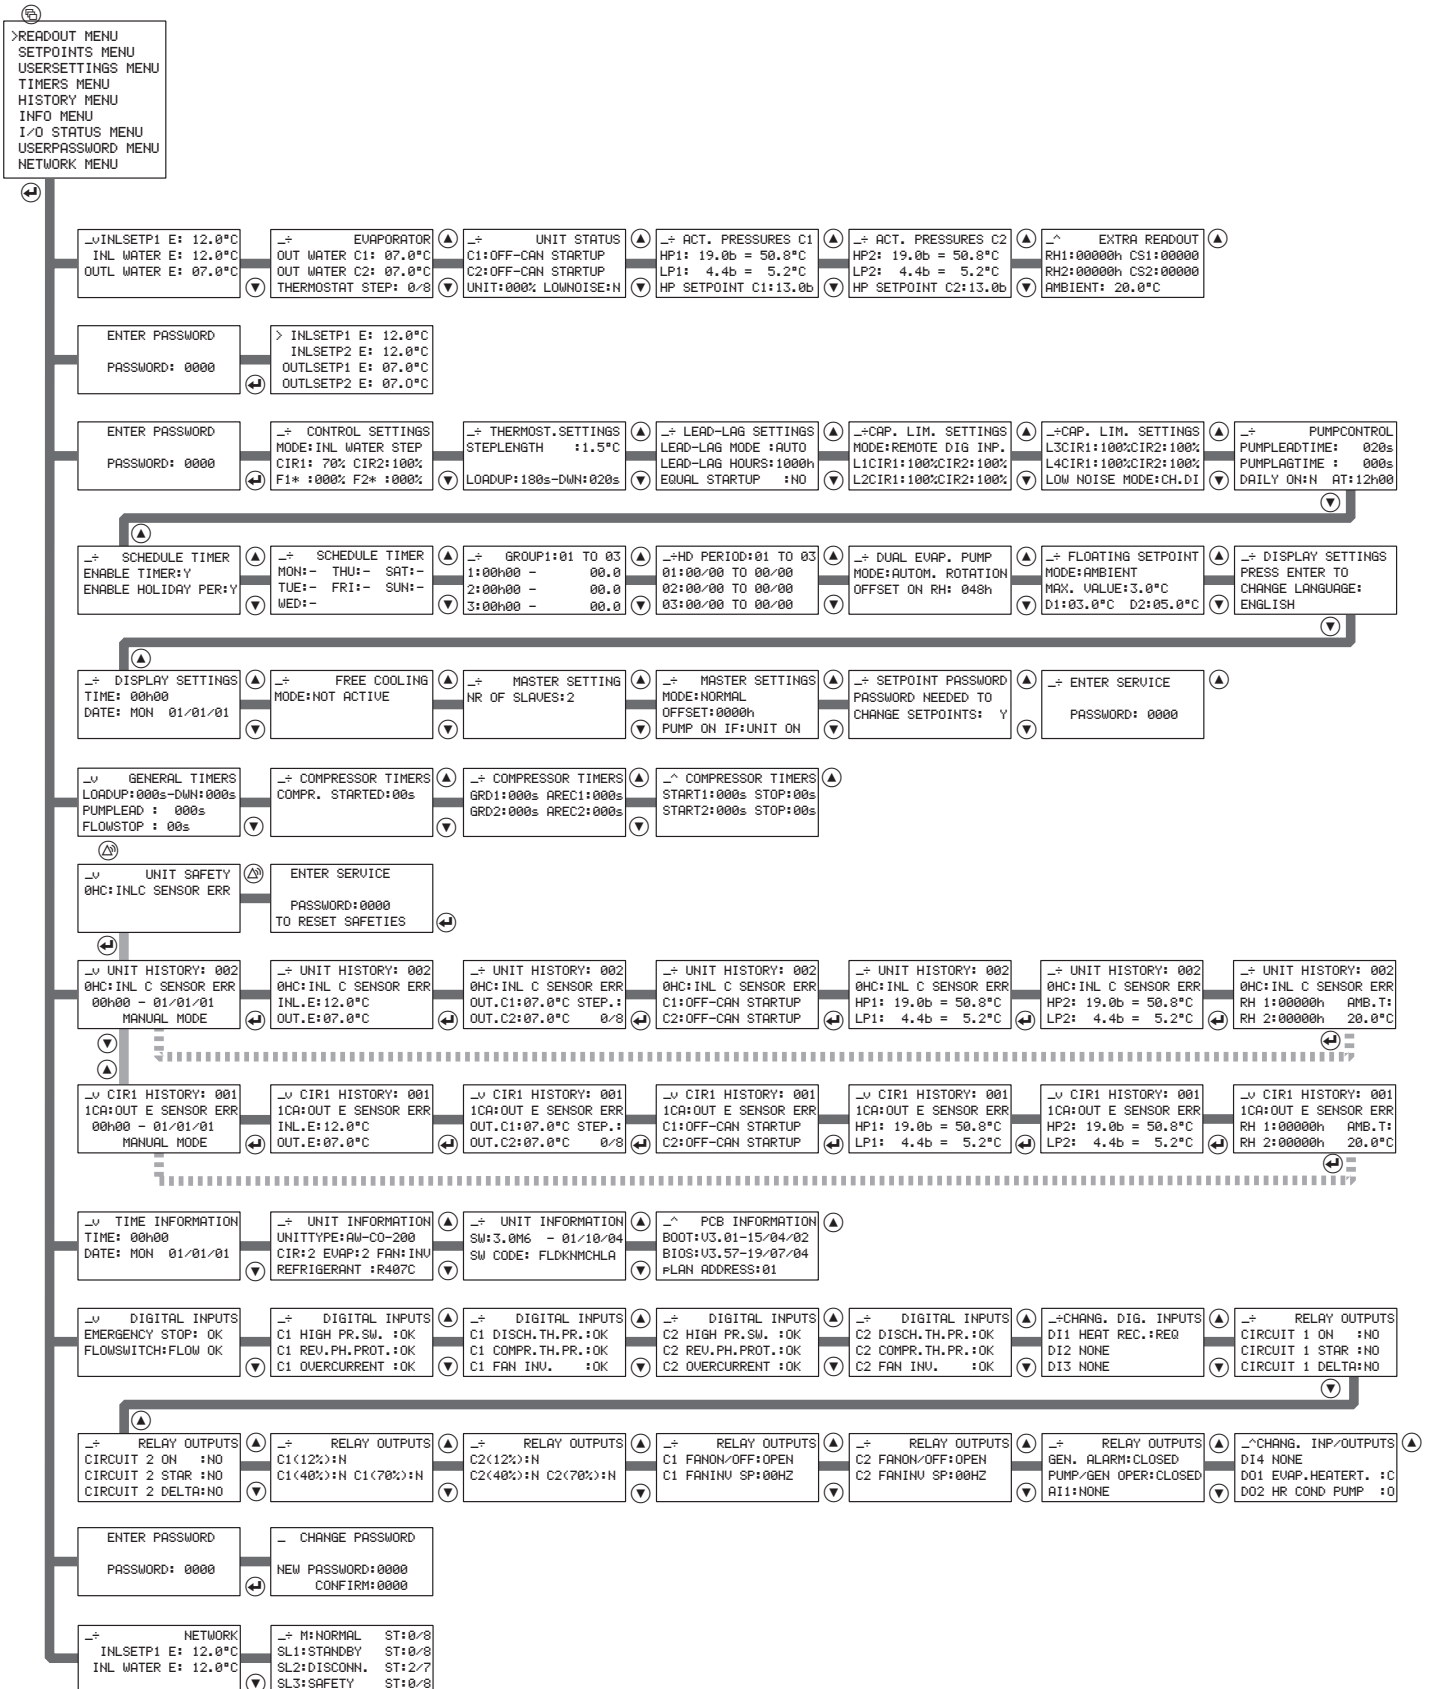 >READOUT MENU
SETPOINTS MENU
USERSETTINGS MENU
TIMERS MENU
HISTORY MENU
INFO MENU
I/O STATUS MENU
USERPASSWORD MENU
NETWORK MENU
_vINLSETP1 E: 12.0°C
INL WATER E: 12.0°C
OUTL WATER E: 07.0°C
_÷ EVAPORATOR
OUT WATER C1: 07.0°C
OUT WATER C2: 07.0°C
THERMOSTAT STEP: 0/8
_÷ UNIT STATUS
C1:OFF-CAN STARTUP
C2:OFF-CAN STARTUP
UNIT:000% LOWNOISE:N
_÷ ACT. PRESSURES C1
HP1: 19.0b = 50.8°C
LP1: 4.4b = 5.2°C
HP SETPOINT C1:13.0b
_÷ ACT. PRESSURES C2
HP2: 19.0b = 50.8°C
LP2: 4.4b = 5.2°C
HP SETPOINT C2:13.0b
_^ EXTRA READOUT
RH1:00000h CS1:00000
RH2:00000h CS2:00000
AMBIENT: 20.0°C
ENTER PASSWORD
PASSWORD: 0000
> INLSETP1 E: 12.0°C
INLSETP2 E: 12.0°C
OUTLSETP1 E: 07.0°C
OUTLSETP2 E: 07.0°C
ENTER PASSWORD
PASSWORD: 0000
_÷ CONTROL SETTINGS
MODE:INL WATER STEP
CIR1: 70% CIR2:100%
F1* :000% F2* :000%
_÷ THERMOST.SETTINGS
STEPLENGTH :1.5°C
LOADUP:180s-DWN:020s
_÷ LEAD-LAG SETTINGS
LEAD-LAG MODE :AUTO
LEAD-LAG HOURS:1000h
EQUAL STARTUP :NO
_÷CAP. LIM. SETTINGS
MODE:REMOTE DIG INP.
L1CIR1:100%CIR2:100%
L2CIR1:100%CIR2:100%
_÷CAP. LIM. SETTINGS
L3CIR1:100%CIR2:100%
L4CIR1:100%CIR2:100%
LOW NOISE MODE:CH.DI
_÷ PUMPCONTROL
PUMPLEADTIME: 020s
PUMPLAGTIME : 000s
DAILY ON:N AT:12h00
_÷ SCHEDULE TIMER
ENABLE TIMER:Y
ENABLE HOLIDAY PER:Y
_÷ SCHEDULE TIMER
MON:- THU:- SAT:-
TUE:- FRI:- SUN:-
WED:-
_÷ GROUP1:01 TO 03
1:00h00 - 00.0
2:00h00 - 00.0
3:00h00 - 00.0
_÷HD PERIOD:01 TO 03
01:00/00 TO 00/00
02:00/00 TO 00/00
03:00/00 TO 00/00
_÷ DUAL EVAP. PUMP
MODE:AUTOM. ROTATION
OFFSET ON RH: 048h
_÷ FLOATING SETPOINT
MODE:AMBIENT
MAX. VALUE:3.0°C
D1:03.0°C D2:05.0°C
_÷ DISPLAY SETTINGS
PRESS ENTER TO
CHANGE LANGUAGE:
ENGLISH
_÷ DISPLAY SETTINGS
TIME: 00h00
DATE: MON 01/01/01
_÷ FREE COOLING
MODE:NOT ACTIVE
_÷ MASTER SETTING
NR OF SLAVES:2
_÷ MASTER SETTINGS
MODE:NORMAL
OFFSET:0000h
PUMP ON IF:UNIT ON
_÷ SETPOINT PASSWORD
PASSWORD NEEDED TO
CHANGE SETPOINTS: Y
_÷ ENTER SERVICE
PASSWORD: 0000
_v GENERAL TIMERS
LOADUP:000s-DWN:000s
PUMPLEAD : 000s
FLOWSTOP : 00s
_÷ COMPRESSOR TIMERS
COMPR. STARTED:00s
_÷ COMPRESSOR TIMERS
GRD1:000s AREC1:000s
GRD2:000s AREC2:000s
_^ COMPRESSOR TIMERS
START1:000s STOP:00s
START2:000s STOP:00s
_v UNIT SAFETY
0HC:INLC SENSOR ERR
ENTER SERVICE
PASSWORD:0000
TO RESET SAFETIES
_v UNIT HISTORY: 002
0HC:INL C SENSOR ERR
00h00 - 01/01/01
MANUAL MODE
_÷ UNIT HISTORY: 002
0HC:INL C SENSOR ERR
INL.E:12.0°C
OUT.E:07.0°C
_÷ UNIT HISTORY: 002
0HC:INL C SENSOR ERR
OUT.C1:07.0°C STEP.:
OUT.C2:07.0°C 0/8
_÷ UNIT HISTORY: 002
0HC:INL C SENSOR ERR
C1:OFF-CAN STARTUP
C2:OFF-CAN STARTUP
_÷ UNIT HISTORY: 002
0HC:INL C SENSOR ERR
HP1: 19.0b = 50.8°C
LP1: 4.4b = 5.2°C
_÷ UNIT HISTORY: 002
0HC:INL C SENSOR ERR
HP2: 19.0b = 50.8°C
LP2: 4.4b = 5.2°C
_÷ UNIT HISTORY: 002
0HC:INL C SENSOR ERR
RH 1:00000h AMB.T:
RH 2:00000h 20.0°C
_v CIR1 HISTORY: 001
1CA:OUT E SENSOR ERR
00h00 - 01/01/01
MANUAL MODE
_v CIR1 HISTORY: 001
1CA:OUT E SENSOR ERR
INL.E:12.0°C
OUT.E:07.0°C
_v CIR1 HISTORY: 001
1CA:OUT E SENSOR ERR
OUT.C1:07.0°C STEP.:
OUT.C2:07.0°C 0/8
_v CIR1 HISTORY: 001
1CA:OUT E SENSOR ERR
C1:OFF-CAN STARTUP
C2:OFF-CAN STARTUP
_v CIR1 HISTORY: 001
1CA:OUT E SENSOR ERR
HP1: 19.0b = 50.8°C
LP1: 4.4b = 5.2°C
_v CIR1 HISTORY: 001
1CA:OUT E SENSOR ERR
HP2: 19.0b = 50.8°C
LP2: 4.4b = 5.2°C
_v CIR1 HISTORY: 001
1CA:OUT E SENSOR ERR
RH 1:00000h AMB.T:
RH 2:00000h 20.0°C
_v TIME INFORMATION
TIME: 00h00
DATE: MON 01/01/01
_÷ UNIT INFORMATION
UNITTYPE:AW-CO-200
CIR:2 EVAP:2 FAN:INV
REFRIGERANT :R407C
_÷ UNIT INFORMATION
SW:3.0M6 - 01/10/04
SW CODE: FLDKNMCHLA
_^ PCB INFORMATION
BOOT:V3.01-15/04/02
BIOS:V3.57-19/07/04
pLAN ADDRESS:01
_v DIGITAL INPUTS
EMERGENCY STOP: OK
FLOWSWITCH:FLOW OK
_÷ DIGITAL INPUTS
C1 HIGH PR.SW. :OK
C1 REV.PH.PROT.:OK
C1 OVERCURRENT :OK
_÷ DIGITAL INPUTS
C1 DISCH.TH.PR.:OK
C1 COMPR.TH.PR.:OK
C1 FAN INV. :OK
_÷ DIGITAL INPUTS
C2 HIGH PR.SW. :OK
C2 REV.PH.PROT.:OK
C2 OVERCURRENT :OK
_÷ DIGITAL INPUTS
C2 DISCH.TH.PR.:OK
C2 COMPR.TH.PR.:OK
C2 FAN INV. :OK
_÷CHANG. DIG. INPUTS
DI1 HEAT REC.:REQ
DI2 NONE
DI3 NONE
_÷ RELAY OUTPUTS
CIRCUIT 1 ON :NO
CIRCUIT 1 STAR :NO
CIRCUIT 1 DELTA:NO
_÷ RELAY OUTPUTS
CIRCUIT 2 ON :NO
CIRCUIT 2 STAR :NO
CIRCUIT 2 DELTA:NO
_÷ RELAY OUTPUTS
C1(12%):N
C1(40%):N C1(70%):N
_÷ RELAY OUTPUTS
C2(12%):N
C2(40%):N C2(70%):N
_÷ RELAY OUTPUTS
C1 FANON/OFF:OPEN
C1 FANINV SP:00HZ
_÷ RELAY OUTPUTS
C2 FANON/OFF:OPEN
C2 FANINV SP:00HZ
_÷ RELAY OUTPUTS
GEN. ALARM:CLOSED
PUMP/GEN OPER:CLOSED
AI1:NONE
_^CHANG. INP/OUTPUTS
DI4 NONE
DO1 EVAP.HEATERT. :C
DO2 HR COND PUMP :O
ENTER PASSWORD
PASSWORD: 0000
_ CHANGE PASSWORD
NEW PASSWORD:0000
CONFIRM:0000
_÷ NETWORK
INLSETP1 E: 12.0°C
INL WATER E: 12.0°C
_÷ M:NORMAL ST:0/8
SL1:STANDBY ST:0/8
SL2:DISCONN. ST:2/7
SL3:SAFETY ST:0/8